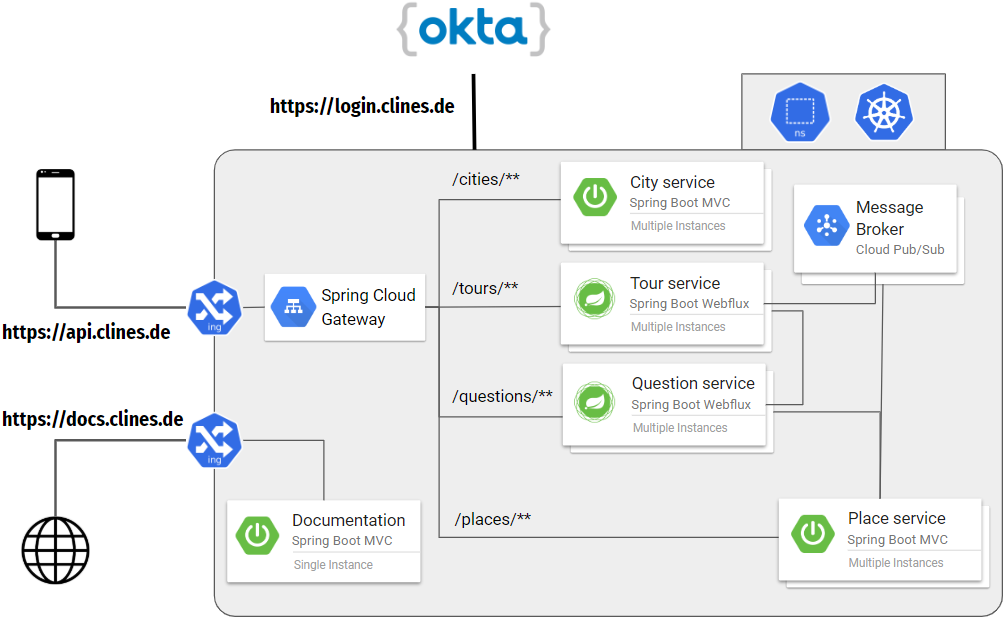 {okta}
https://login.clines.de
ns
/cities/**
City service
Spring Boot MVC
Multiple Instances
Message
Broker
Cloud Pub/Sub
/tours/**
Tour service
Spring Boot Webflux
Multiple Instances
ing
Spring Cloud
Gateway
https://api.clines.de
/questions/**
Question service
Spring Boot Webflux
Multiple Instances
https://docs.clines.de
ing
Documentation
Spring Boot MVC
Single Instance
/places/**
Place service
Spring Boot MVC
Multiple Instances